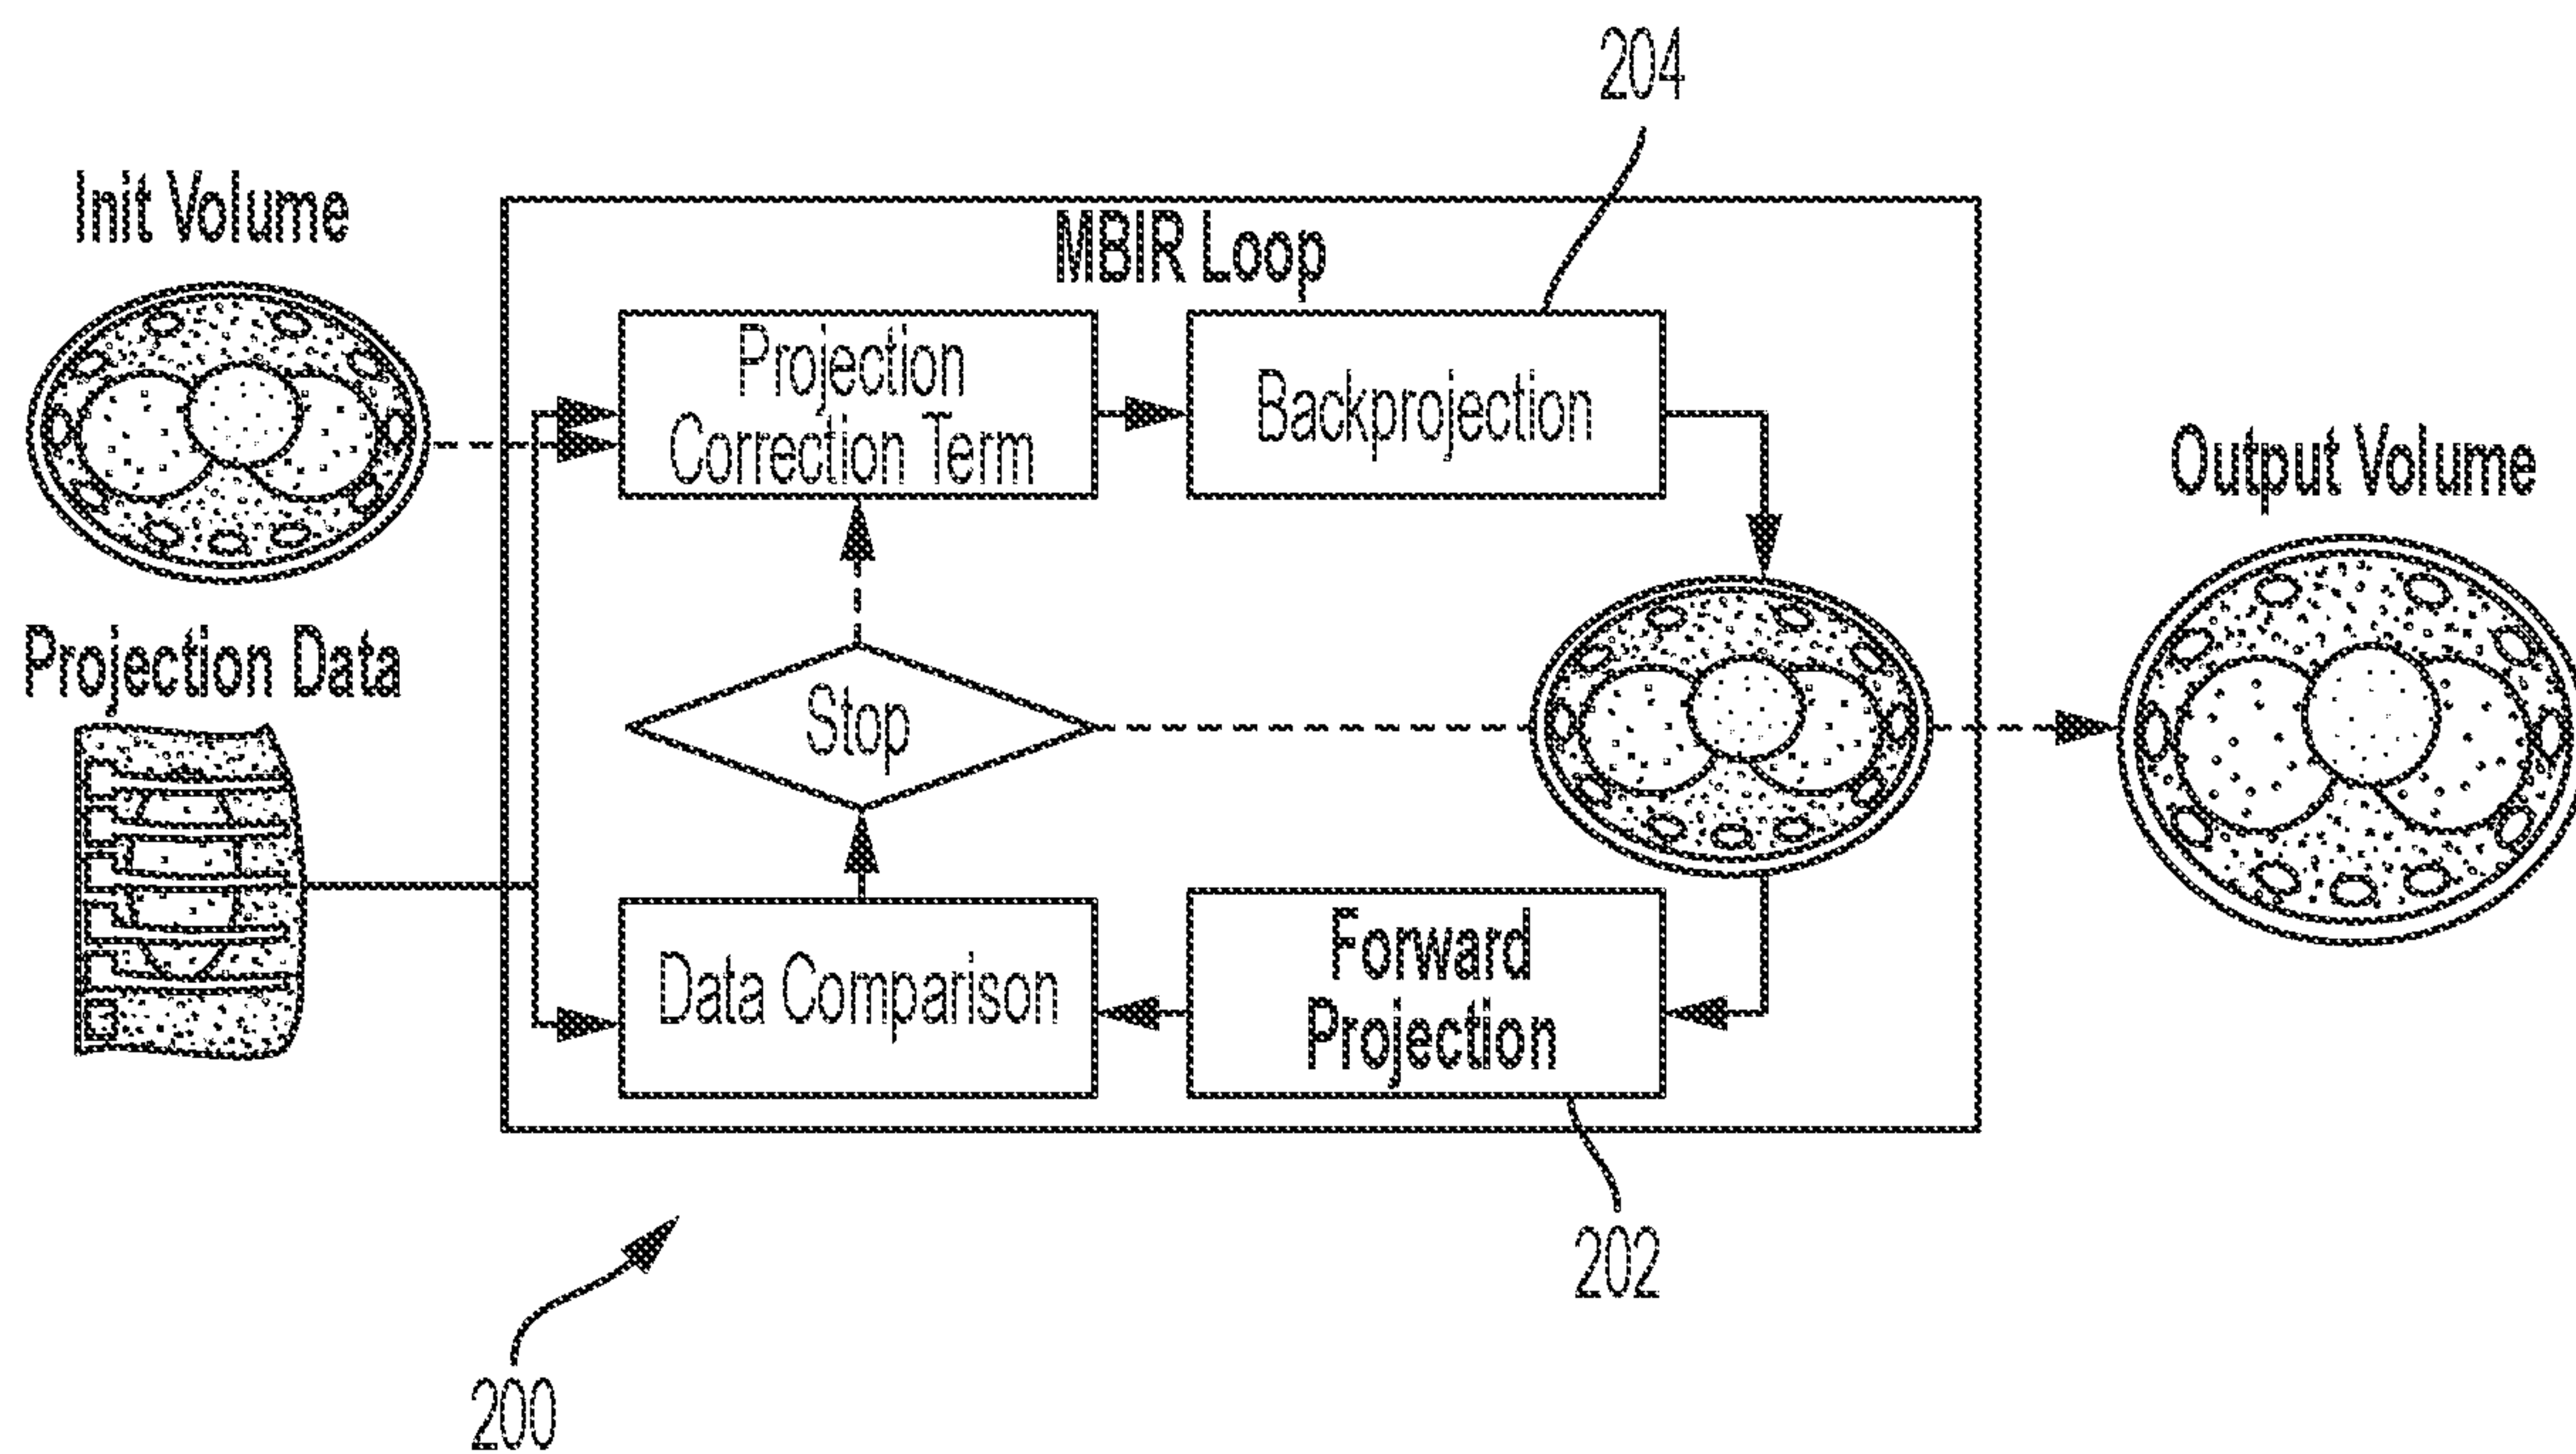 204
Init Volume
MBIR Loop
Projection
Correction Term
Backprojection
Output Volume
Projection Data
Stop
Data Comparison
Forward
Projection
202
200